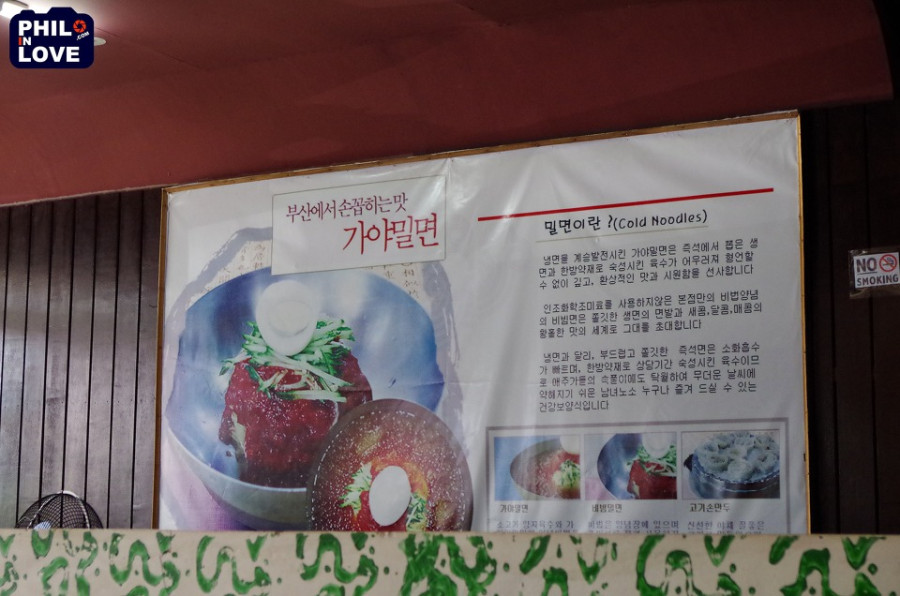 PHIL
IN
LOVE
.com
부산에서 손꼽히는 맛
가야밀면
밀면이란 ?(Cold Noodles)
냉면을 계승발전시킨 가야밀면은 즉석에서 뽑은 생
면과 한방약재로 숙성시킨 육수가 어우러져 형언할
수 없이 깊고, 환상적인 맛과 시원함을 선사합니다
인조화학조미료를 사용하지않은 본점만의 비법양념
의 비빔면은 쫄깃한 생면의 면발과 새콤,달콤,매콤의
황홀한 맛의 세계로 그대를 초대합니다
냉면과 달리, 부드럽고 쫄깃한 즉석면은 소화흡수
가 빠르며, 한방약재로 상당기간 숙성시킨 육수이므
로 애주가들의 속풀이에도 탁월하여 무더운 날씨에
약해지기 쉬운 남녀노소 누구나 즐겨 드실 수 있는
건강보양식입니다
가야밀면
비빔밀면
고기손만두
NO
SMOKING